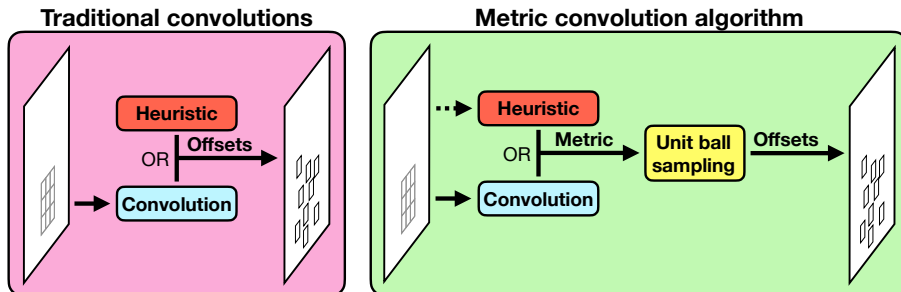 Traditional convolutions
Heuristic
OR
Offsets
Convolution
Metric convolution algorithm
Heuristic
OR
Metric
Unit ball
sampling
Offsets
Convolution